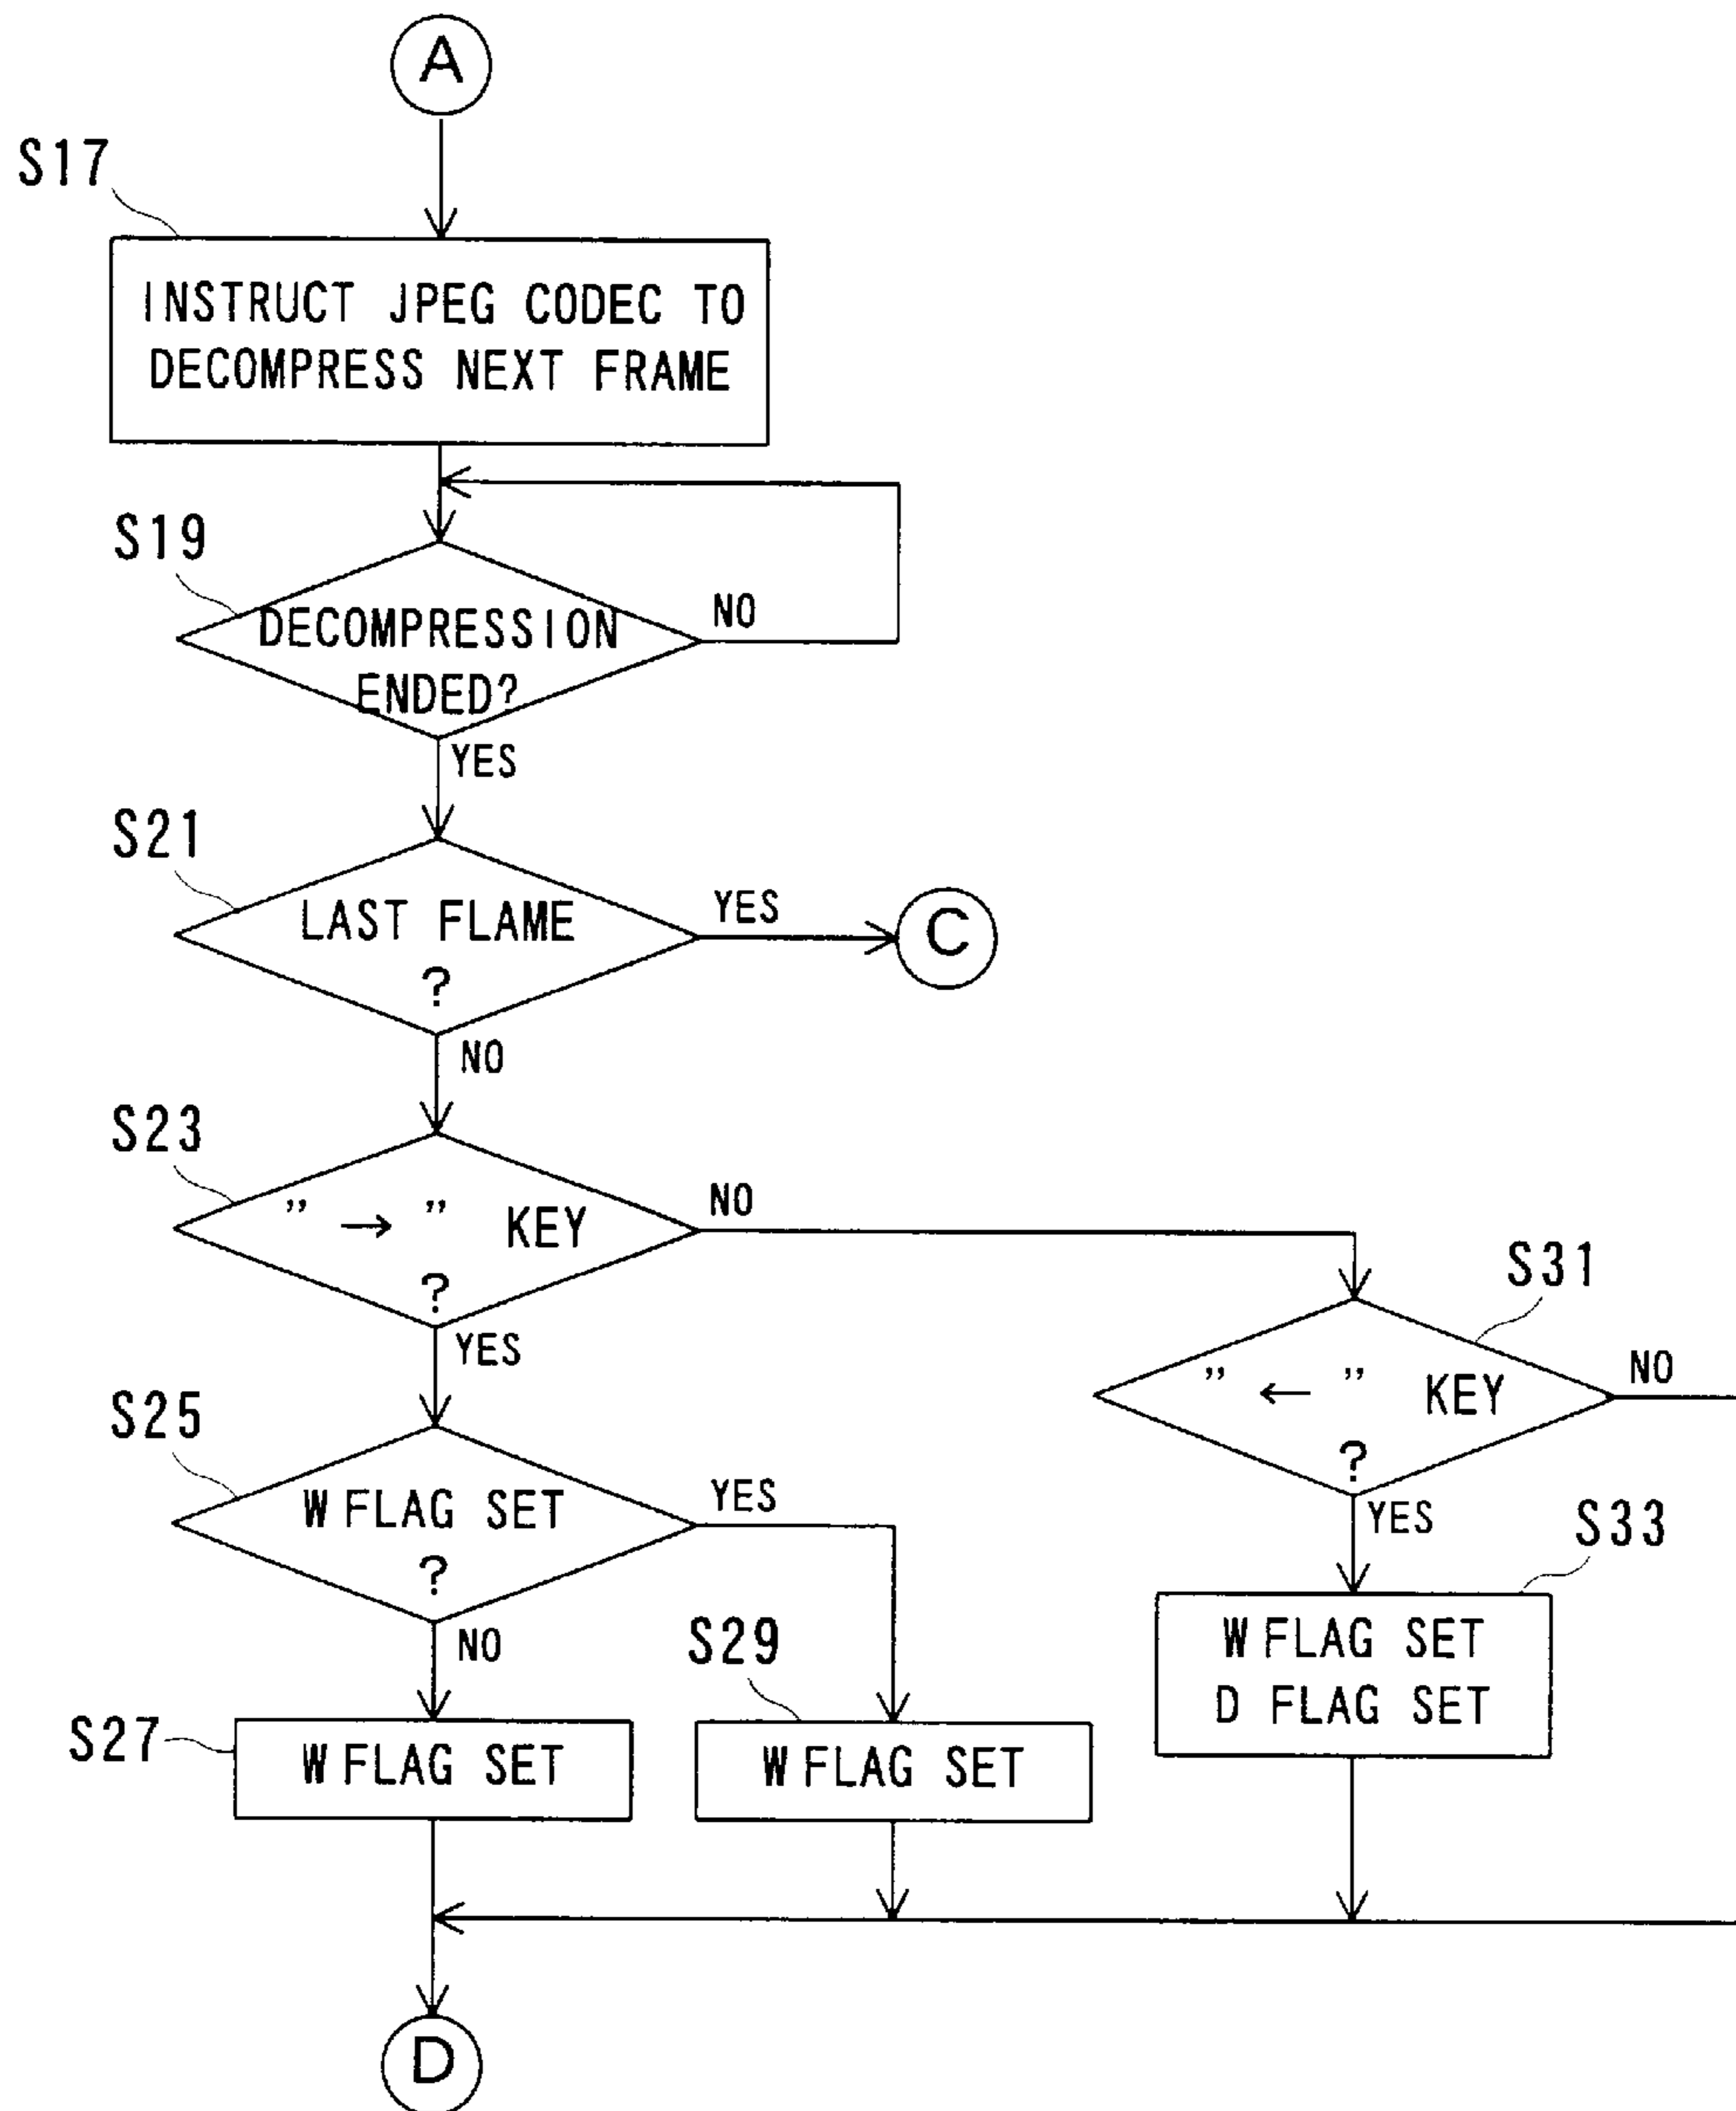 A
S17
INSTRUCT JPEG CODEC TO
DECOMPRESS NEXT FRAME
S19
DECOMPRESSION
ENDED?
NO
YES
S21
LAST FLAME
?
YES
C
NO
S23
” → ” KEY
?
NO
YES
S31
” ← ” KEY
?
NO
YES
S25
W FLAG SET
?
YES
NO
S33
W FLAG SET
D FLAG SET
S27
W FLAG SET
S29
W FLAG SET
D